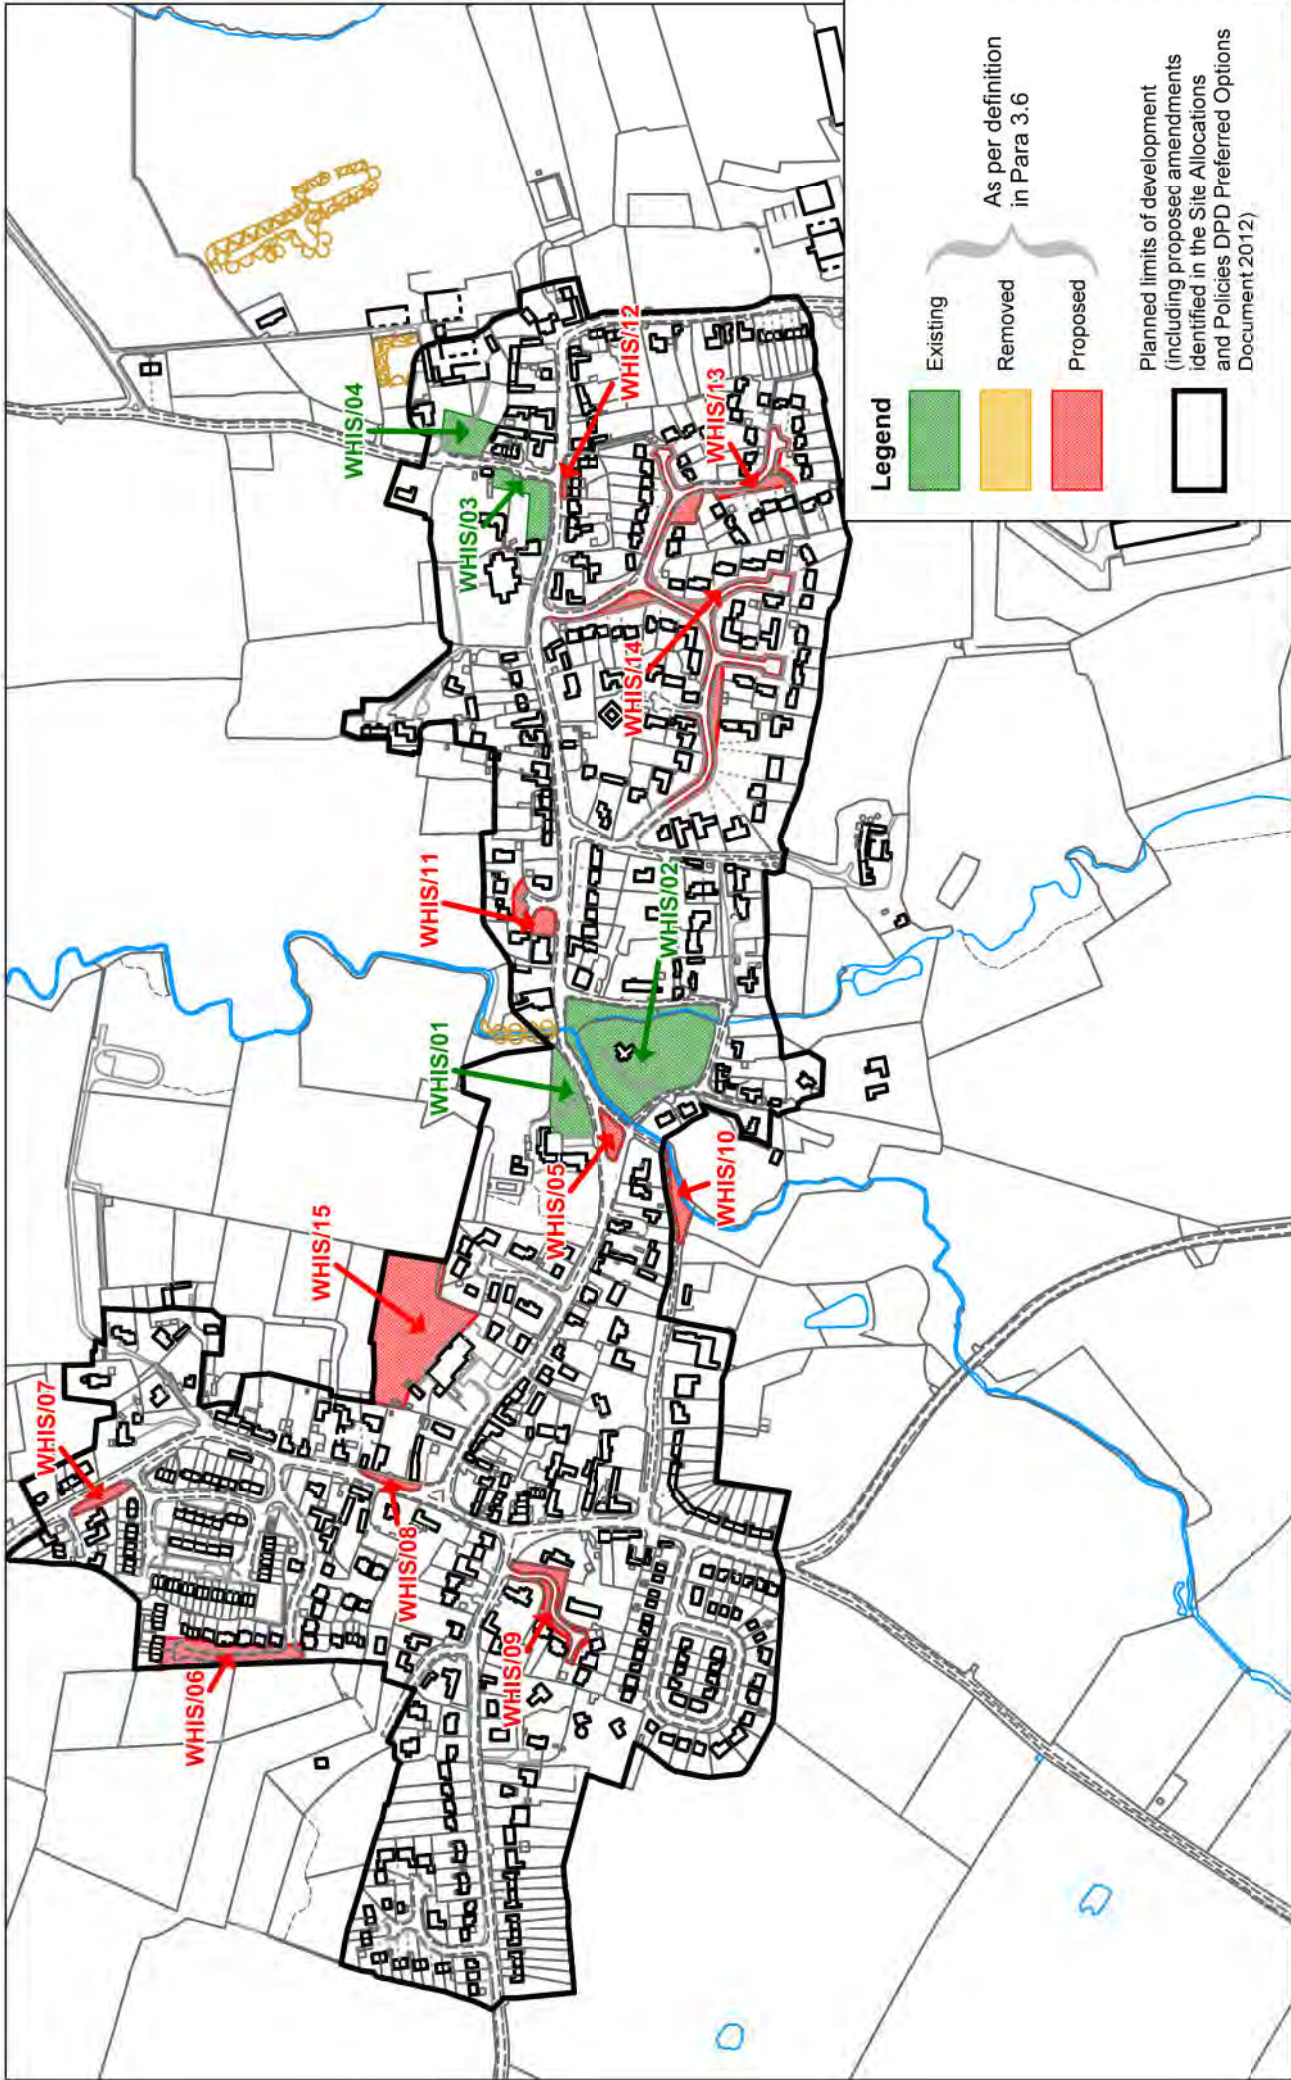 WHIS/07
WHIS/06
WHIS/15
WHIS/08
WHIS/09
WHIS/01
WHIS/11
WHIS/05
WHIS/10
WHIS/02
WHIS/04
WHIS/03
WHIS/12
WHIS/14
WHIS/13
Legend
Existing
Removed
Proposed
As per definition
in Para 3.6
Planned limits of development
(including proposed amendments
identified in the Site Allocations
and Policies DPD Preferred Options
Document 2012)